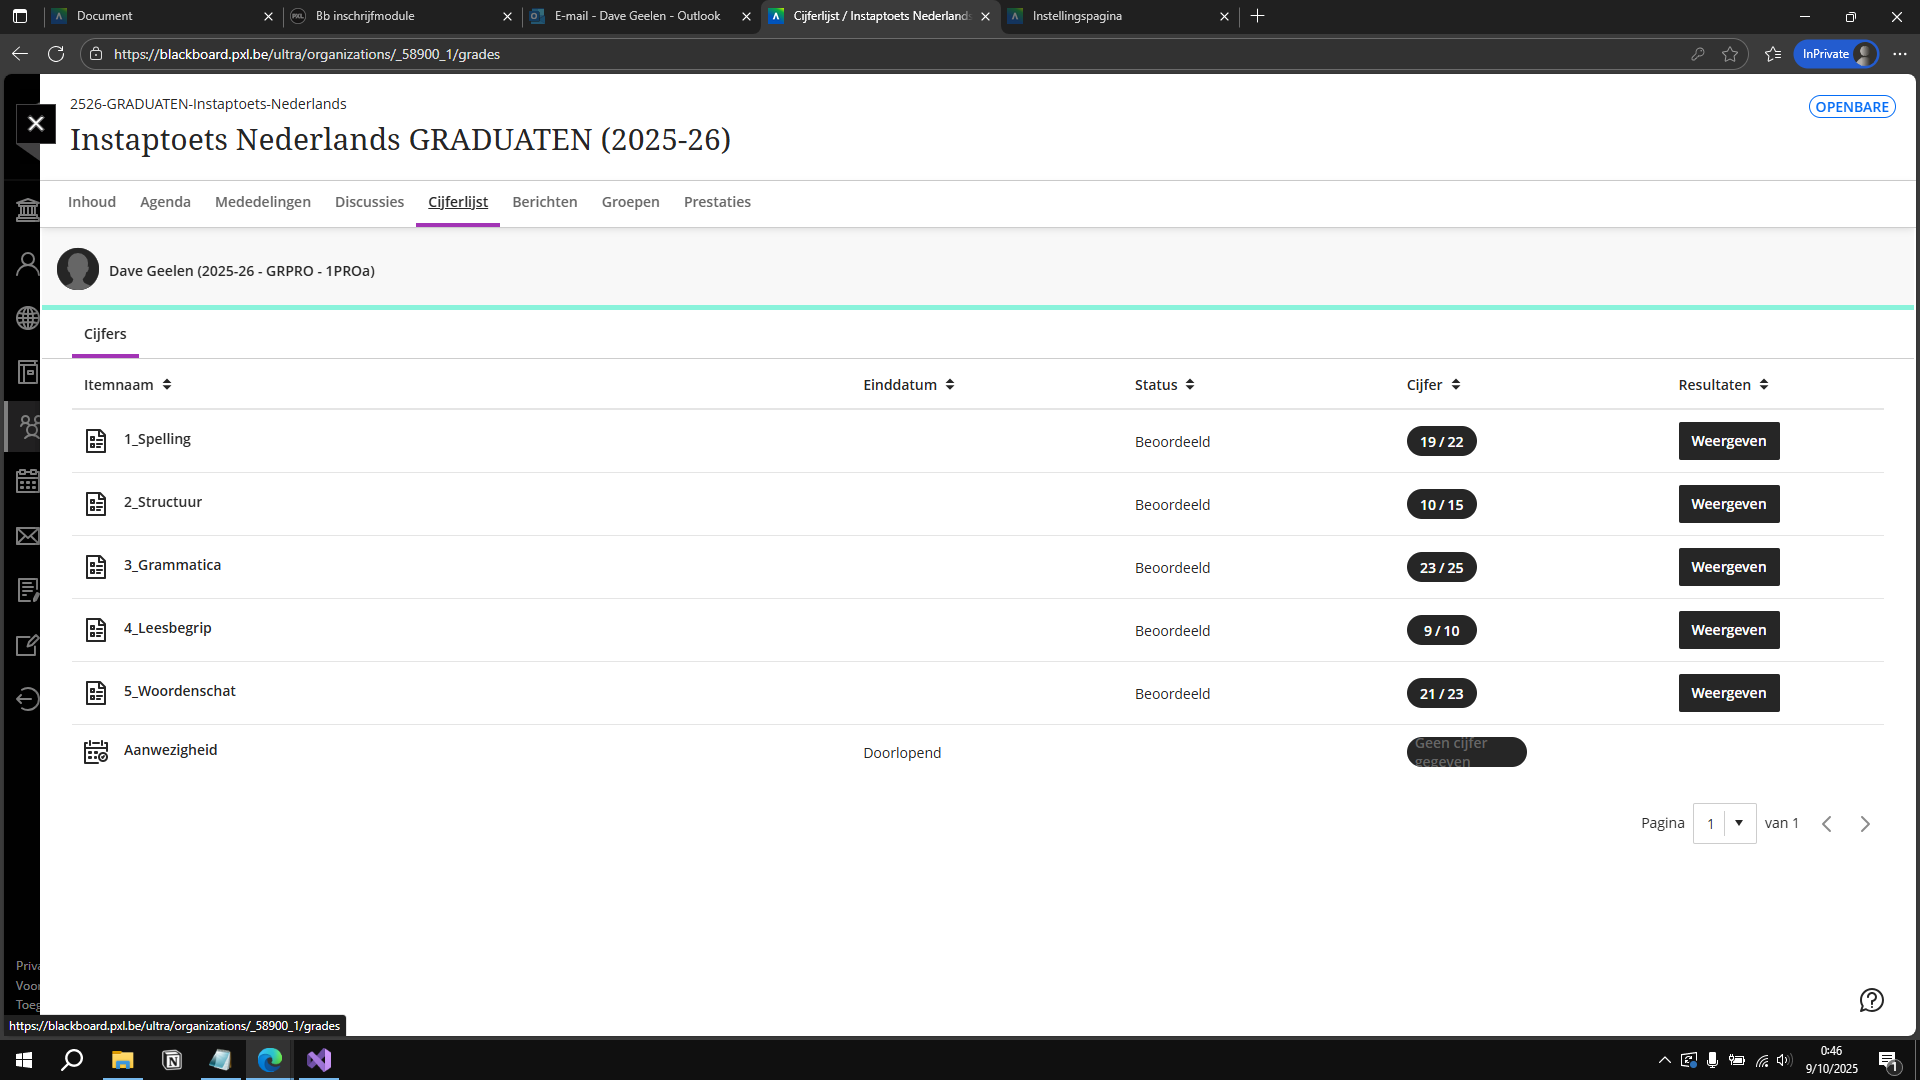 Document
Bb inschrijfmodule
E-mail - Dave Geelen - Outlook
Cijferlijst / Instaptoets Nederlands
Instellingspagina
https://blackboard.pxl.be/ultra/organizations/_58900_1/grades
InPrivate
2526-GRADUATEN-Instaptoets-Nederlands
OPENBARE
Instaptoets Nederlands GRADUATEN (2025-26)
Inhoud Agenda Mededelingen Discussies Cijferlijst Berichten Groepen Prestaties
Dave Geelen (2025-26 - GRPRO - 1PROa)
Cijfers
Itemnaam Einddatum Status Cijfer Resultaten
1_Spelling Beoordeeld 19 / 22 Weergeven
2_Structuur Beoordeeld 10 / 15 Weergeven
3_Grammatica Beoordeeld 23 / 25 Weergeven
4_Leesbegrip Beoordeeld 9 / 10 Weergeven
5_Woordenschat Beoordeeld 21 / 23 Weergeven
Aanwezigheid Doorlopend Geen cijfer gegeven
Pagina 1 van 1
Priva
Voor
Toeg
https://blackboard.pxl.be/ultra/organizations/_58900_1/grades
0:46
9/10/2025
1